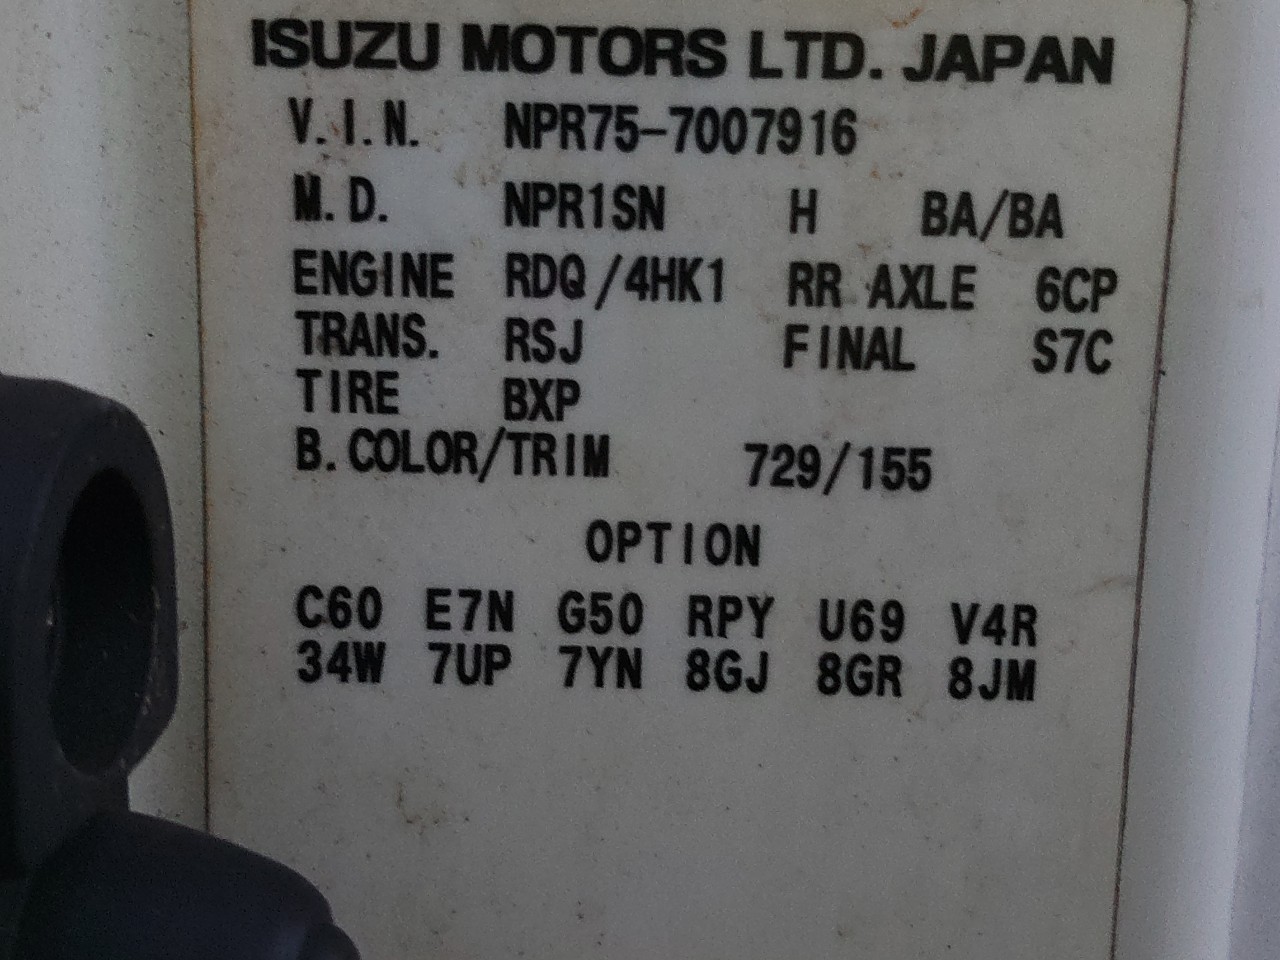 ISUZU MOTORS LTD. JAPAN
V.I.N. NPR75-7007916
M.D. NPR1SN H BA/BA
ENGINE RDQ/4HK1 RR AXLE 6CP
TRANS. RSJ FINAL S7C
TIRE BXP
B.COLOR/TRIM 729/155
OPTION
C60 E7N G50 RPY U69 V4R
34W 7UP 7YN 8GJ 8GR 8JM